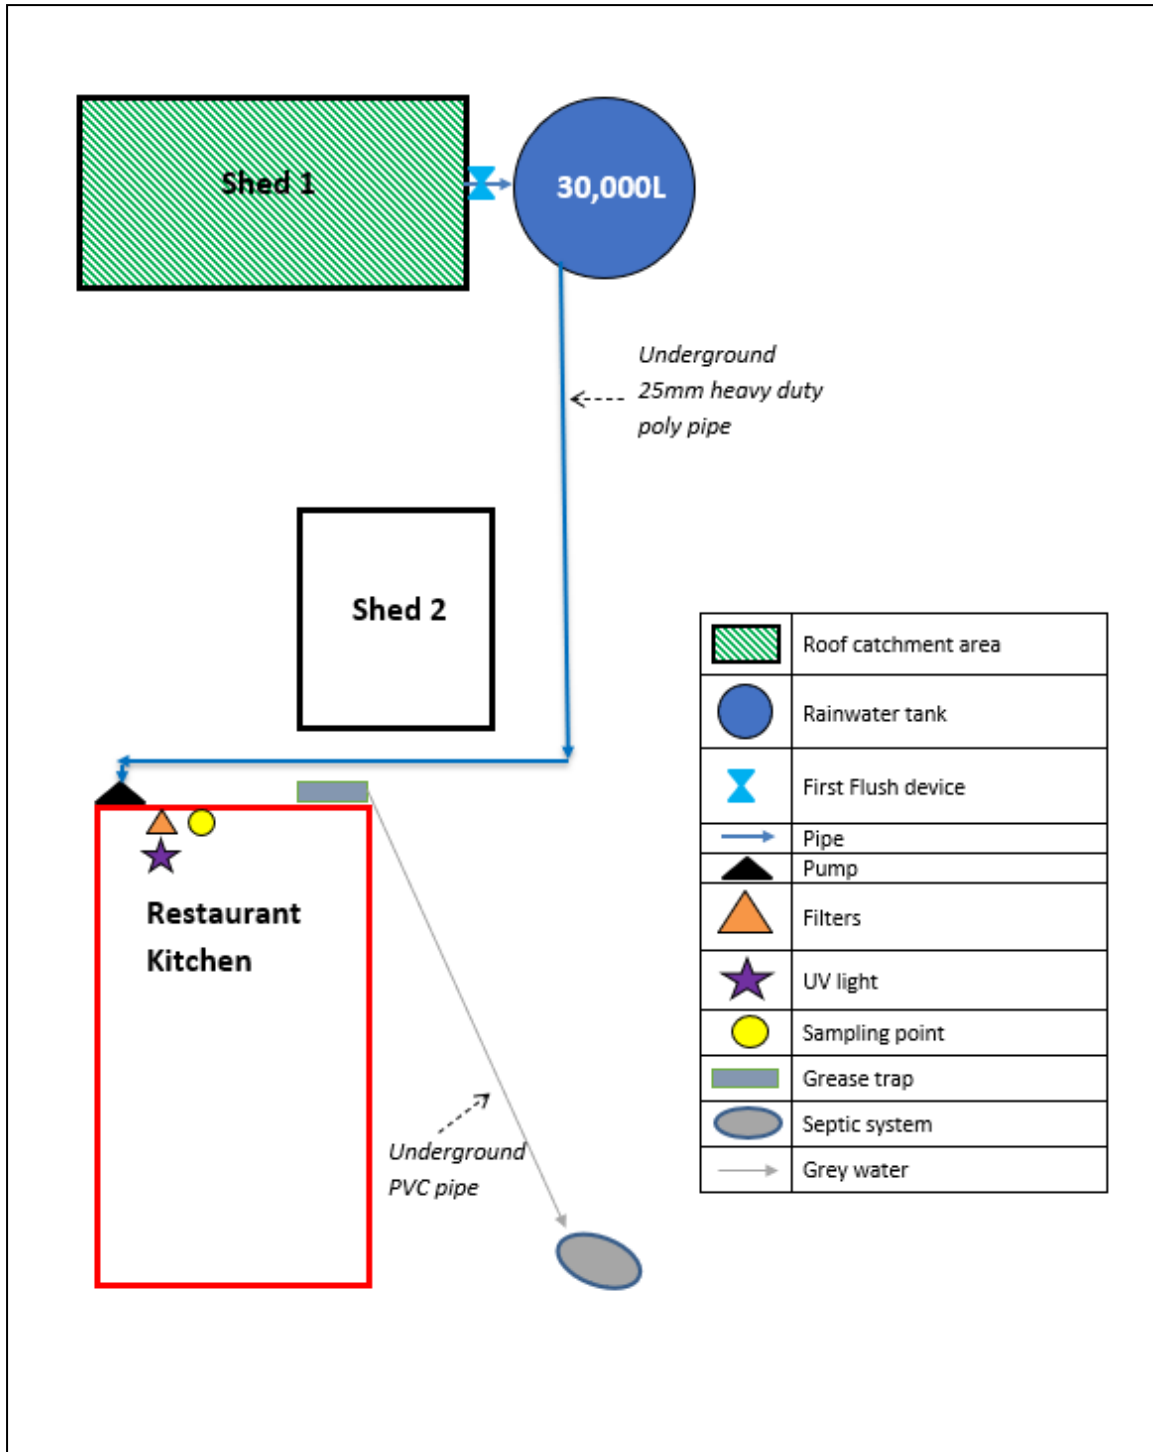 Shed 1
30,000L
Underground
25mm heavy duty
poly pipe
Shed 2
Roof catchment area
Rainwater tank
First Flush device
Pipe
Pump
Filters
UV light
Sampling point
Grease trap
Septic system
Grey water
Restaurant
Kitchen
Underground
PVC pipe